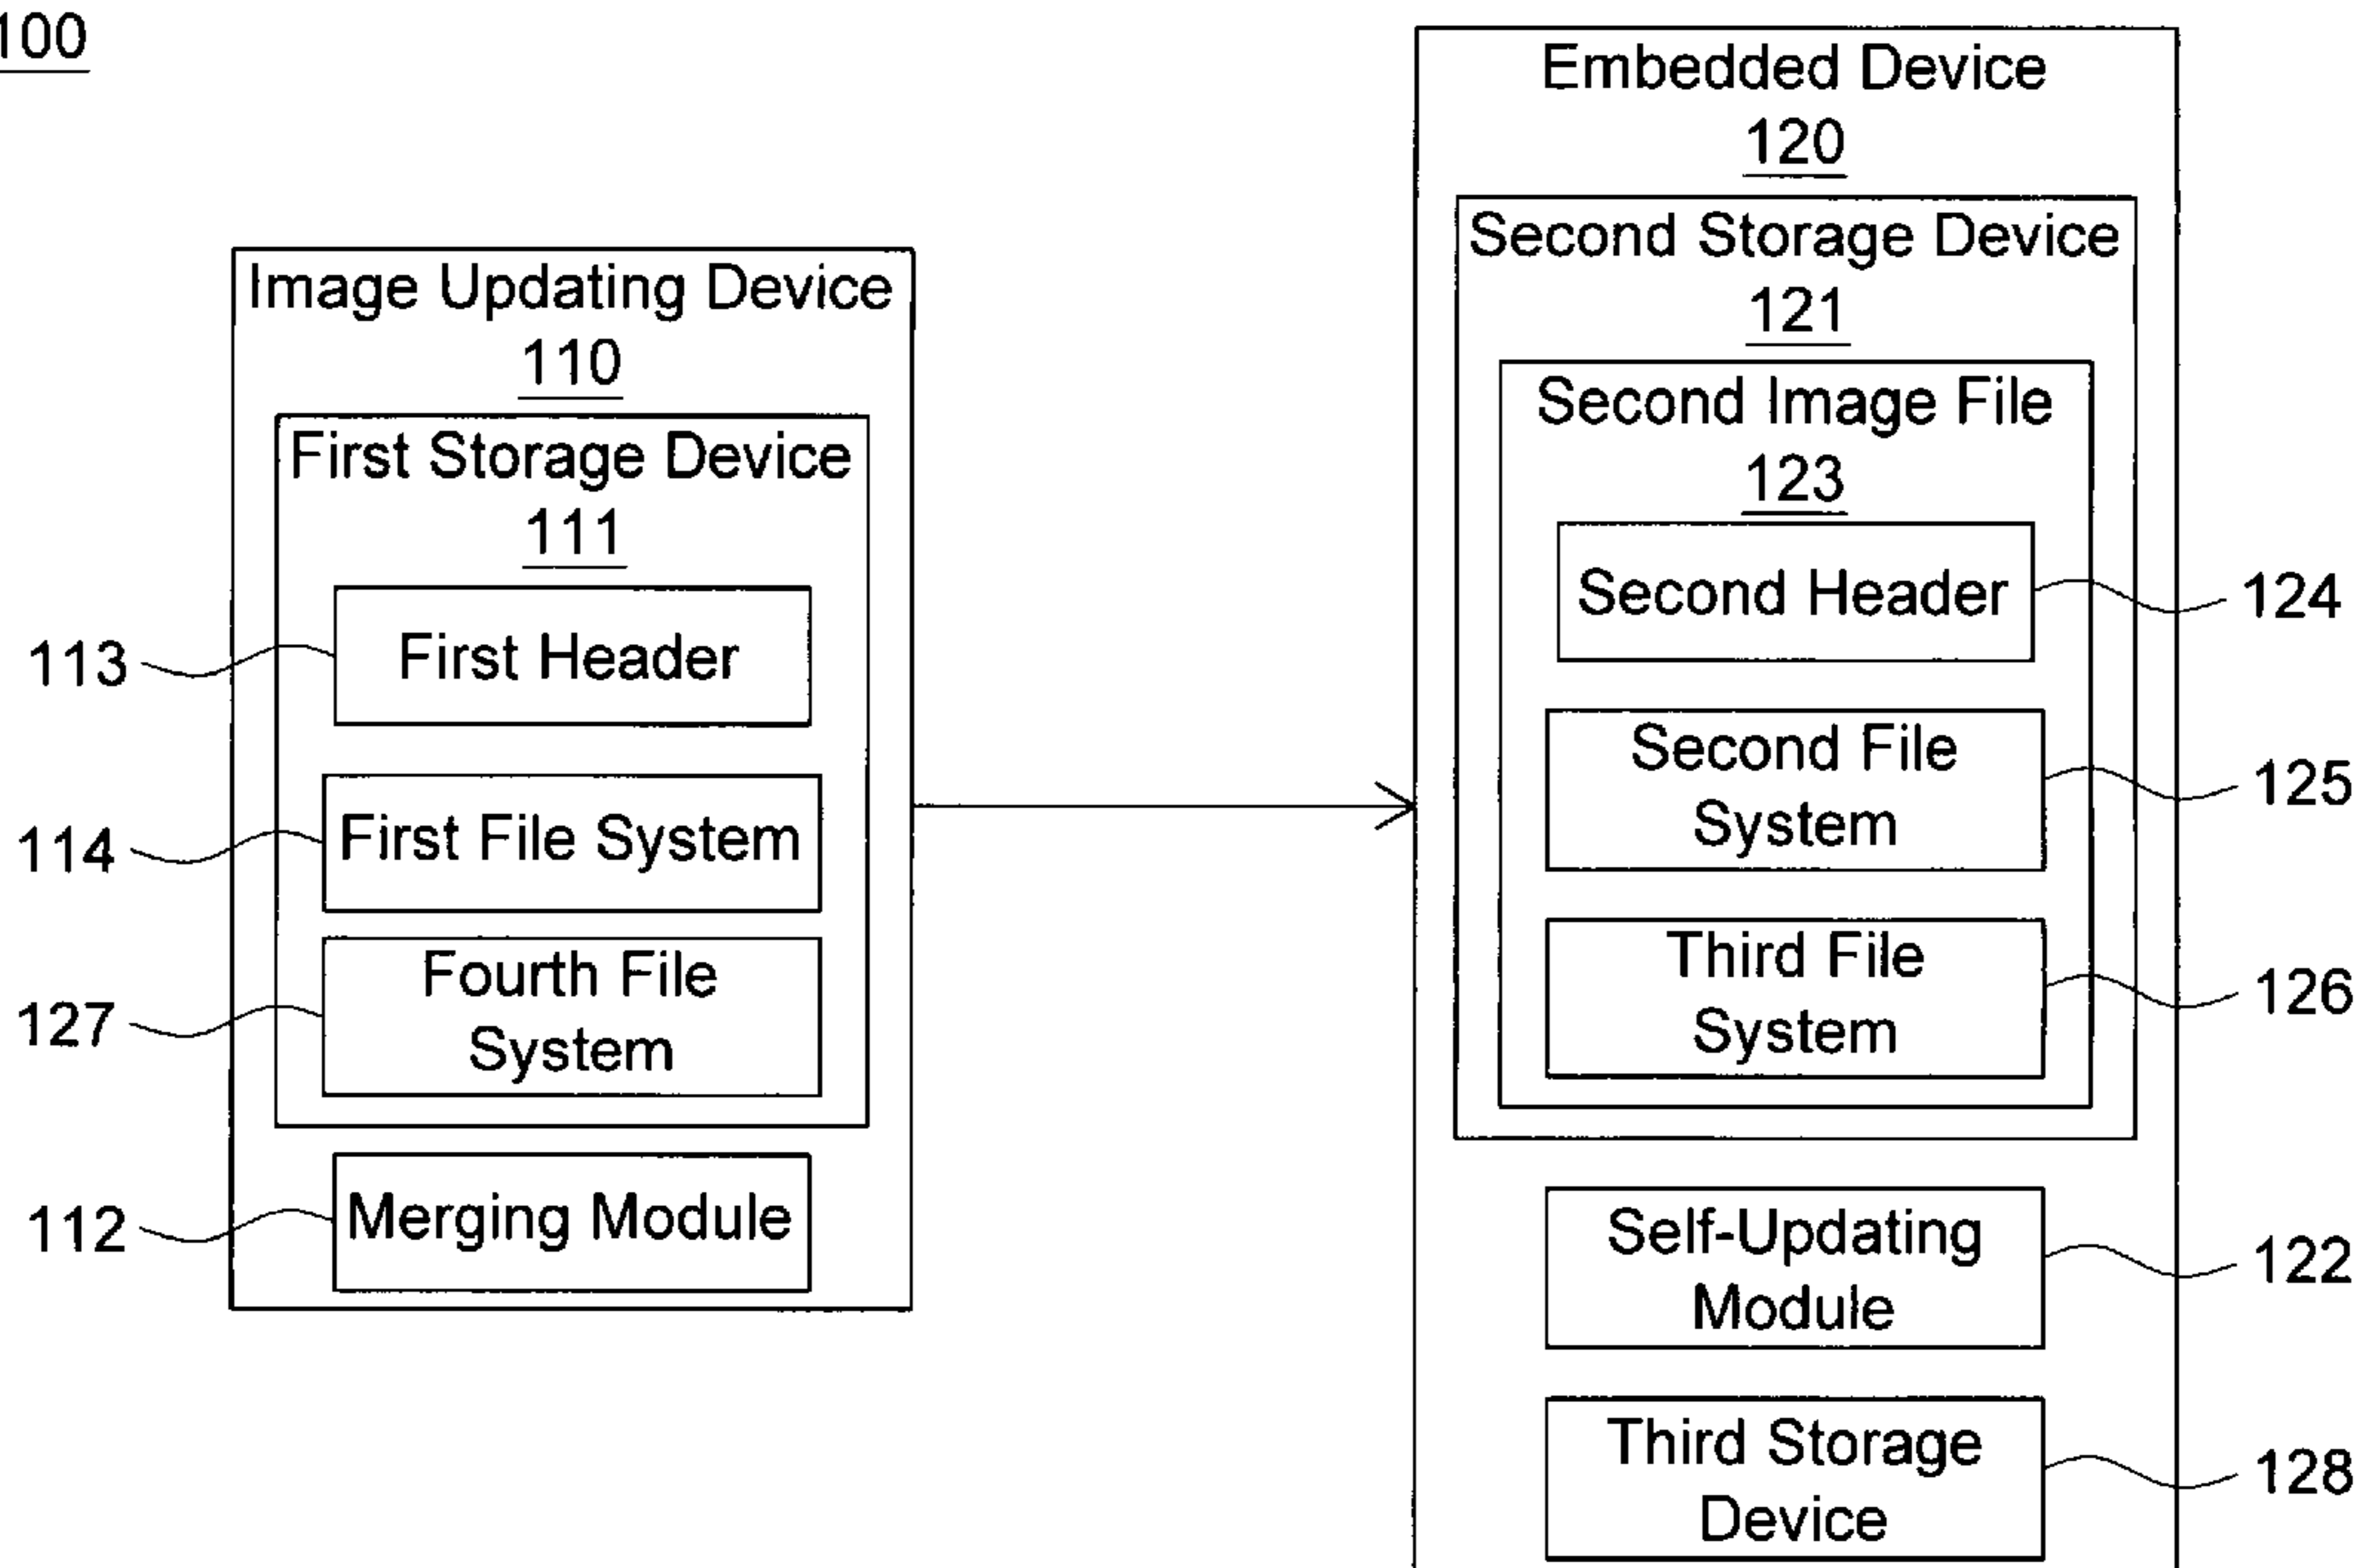 100
Image Updating Device
110
First Storage Device
111
First Header
113
First File System
114
Fourth File
System
127
Merging Module
112
Embedded Device
120
Second Storage Device
121
Second Image File
123
Second Header
124
Second File
System
125
Third File
System
126
Self-Updating
Module
122
Third Storage
Device
128